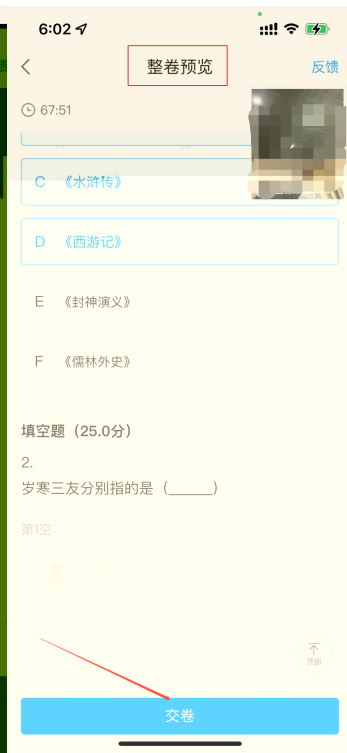 6:02
整卷预览
反馈
67:51
C 《水浒传》
D 《西游记》
E 《封神演义》
F 《儒林外史》
填空题（25.0分）
2.
岁寒三友分别指的是（______）
第1空
顶部
交卷